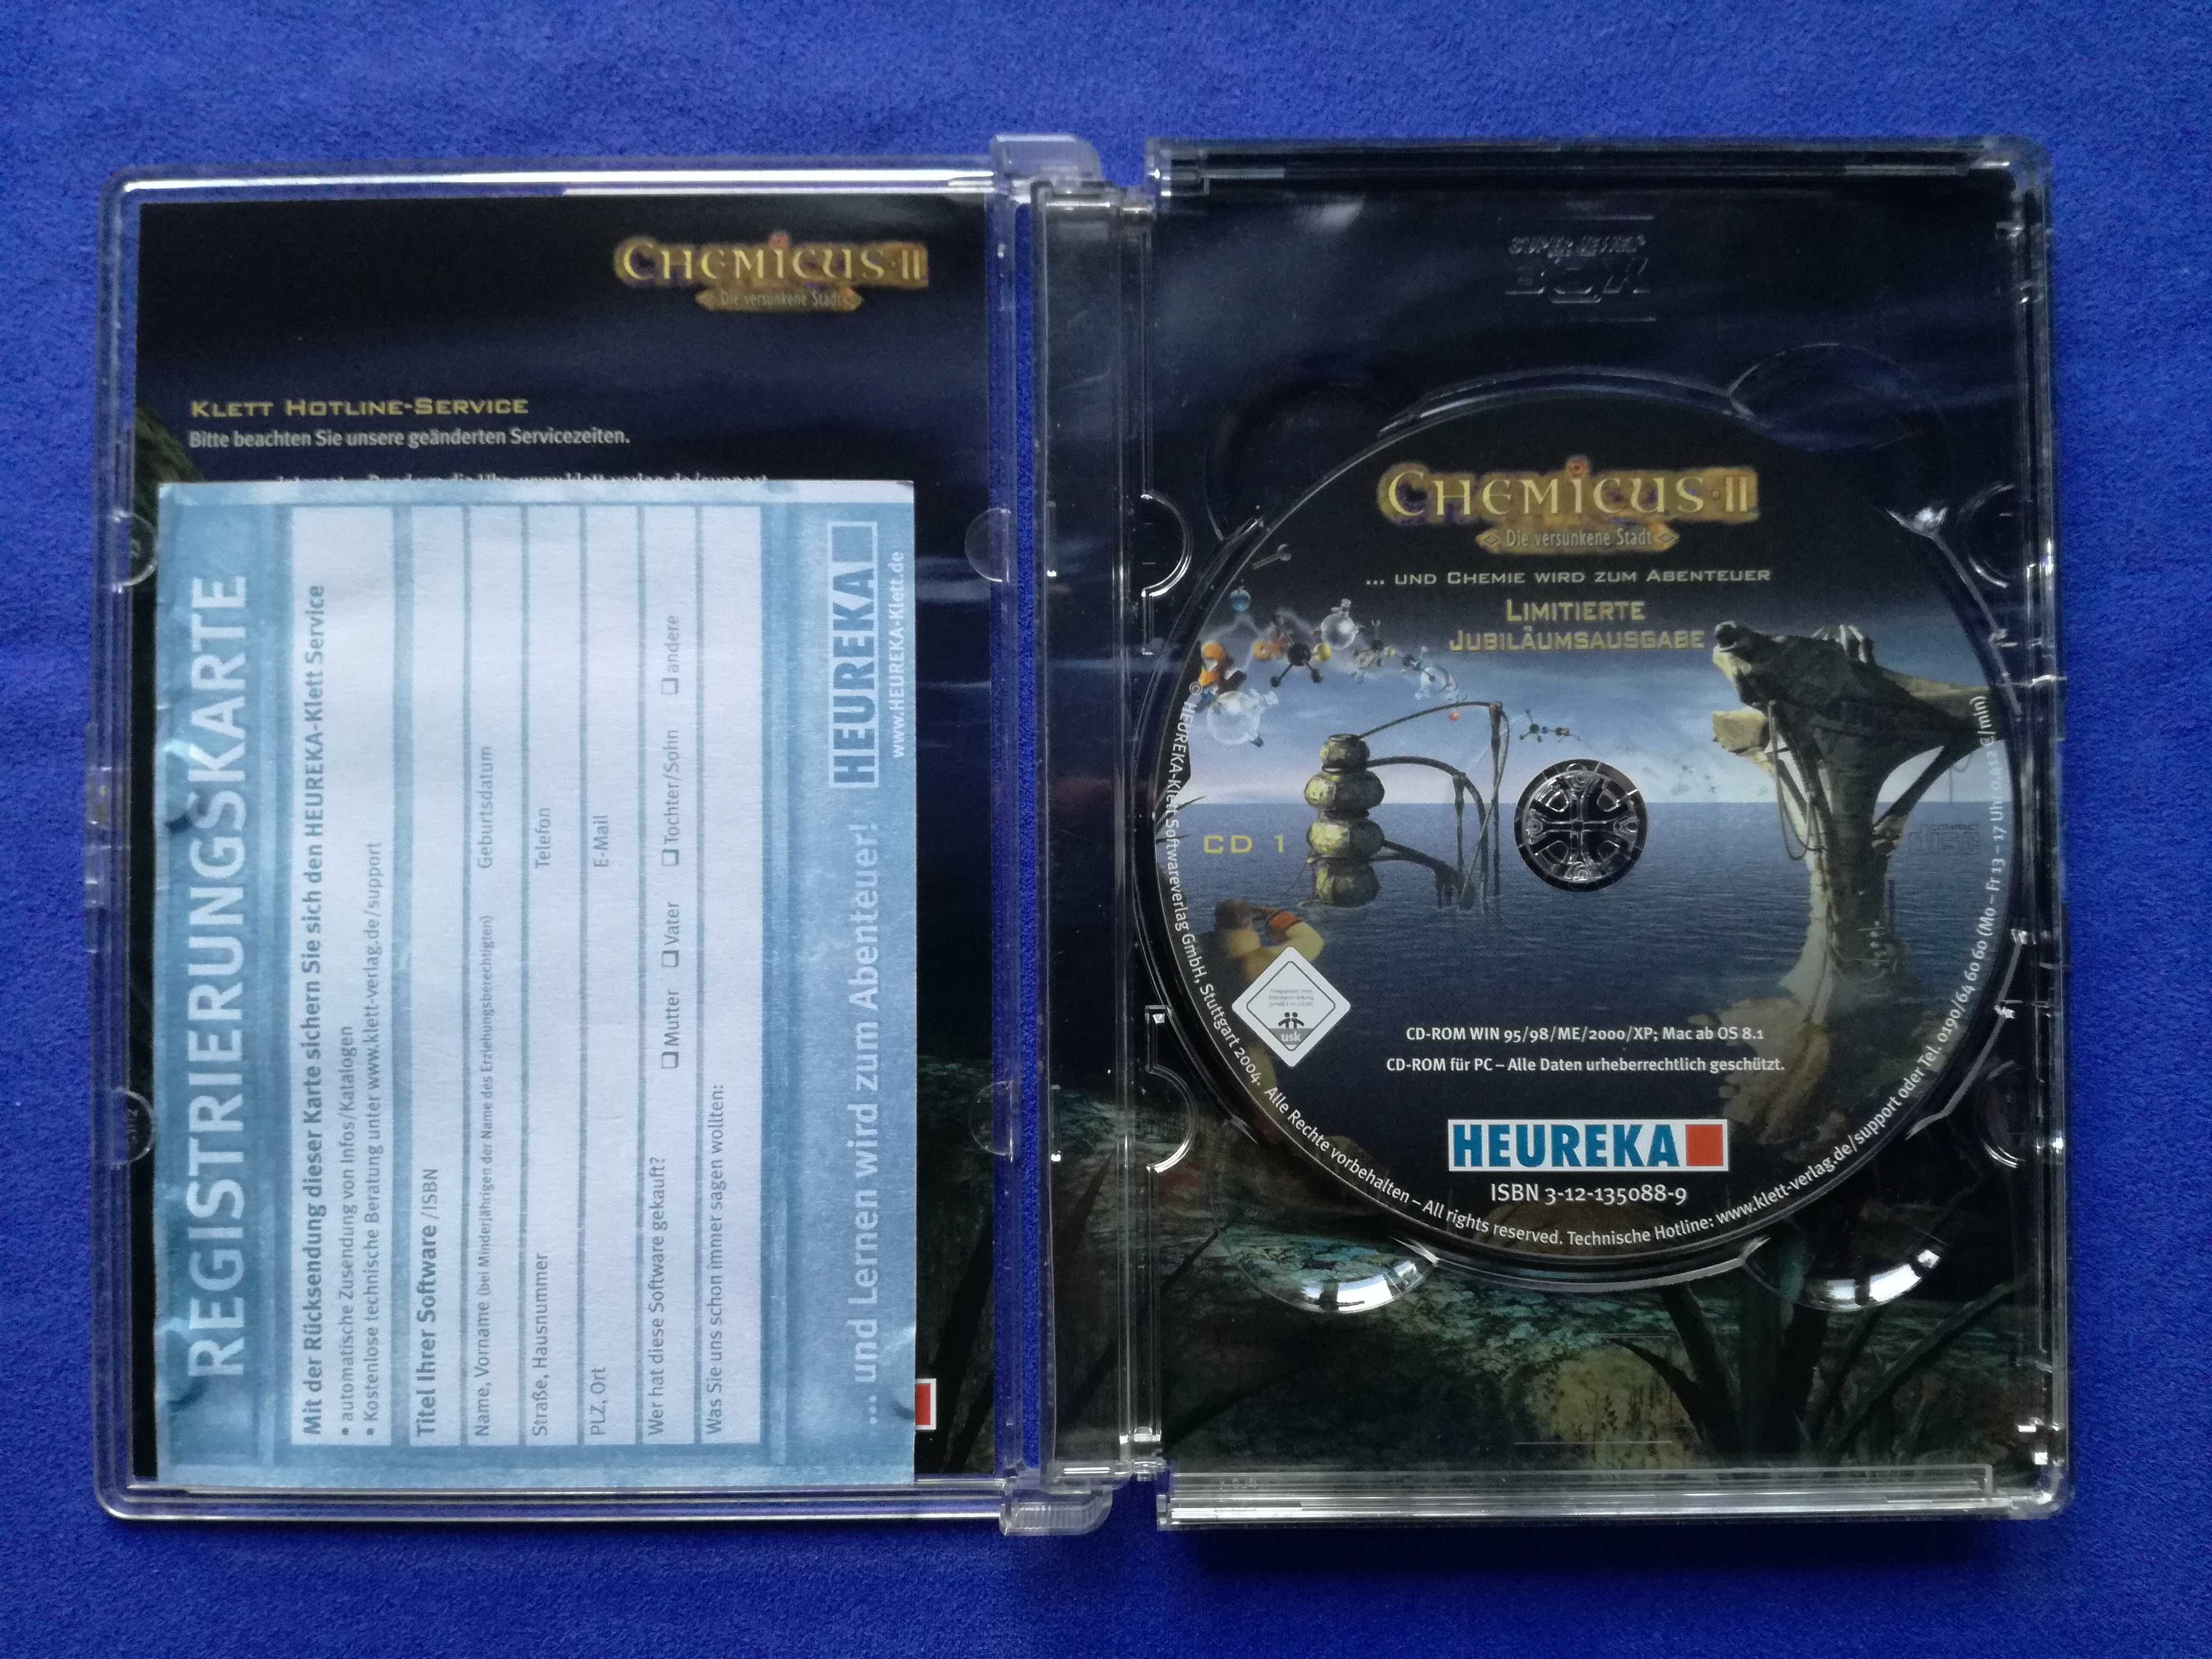 CHEMICUS·II
Die versunkene Stadt
KLETT HOTLINE-SERVICE
Bitte beachten Sie unsere geänderten Servicezeiten.
REGISTRIERUNGSKARTE
Mit der Rücksendung dieser Karte sichern Sie sich den HEUREKA-Klett Service
• automatische Zusendung von Infos/Katalogen
• Kostenlose technische Beratung unter www.klett-verlag.de/support
Titel Ihrer Software /ISBN
Name, Vorname (bei Minderjährigen der Name des Erziehungsberechtigten) Geburtsdatum
Straße, Hausnummer Telefon
PLZ, Ort E-Mail
Wer hat diese Software gekauft? ❏ Mutter ❏ Vater ❏ Tochter/Sohn ❏ andere
Was Sie uns schon immer sagen wollten:
... und Lernen wird zum Abenteuer!
HEUREKA
www.HEUREKA-Klett.de
SUPER JEWEL
BOX
CHEMICUS·II
Die versunkene Stadt
... UND CHEMIE WIRD ZUM ABENTEUER
LIMITIERTE
JUBILÄUMSAUSGABE
CD 1
disc
usk
CD-ROM WIN 95/98/ME/2000/XP; Mac ab OS 8.1
CD-ROM für PC – Alle Daten urheberrechtlich geschützt.
HEUREKA
ISBN 3-12-135088-9
© HEUREKA-Klett Softwareverlag GmbH, Stuttgart 2004. Alle Rechte vorbehalten – All rights reserved. Technische Hotline: www.klett-verlag.de/support oder Tel. 0190/64 60 60 (Mo – Fr 13 – 17 Uhr 0,412 €/min)